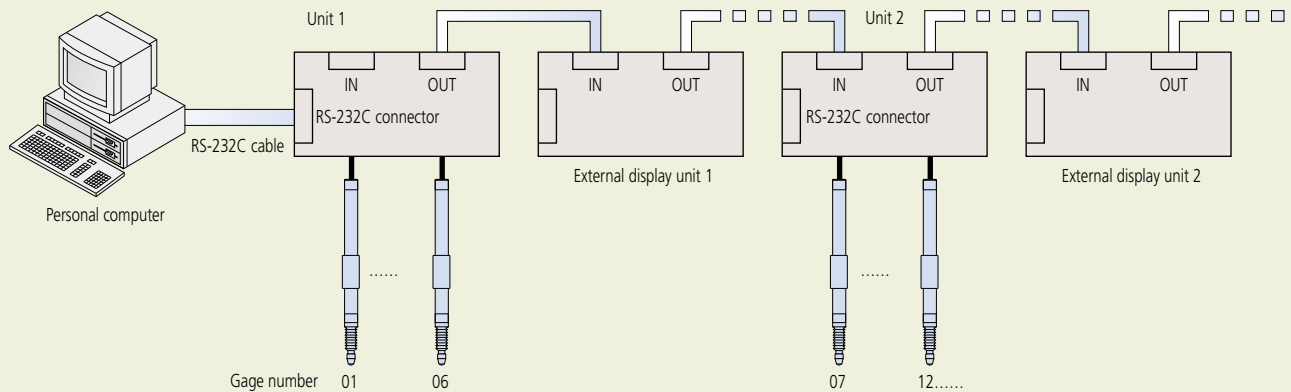 Unit 1
Unit 2
IN
OUT
IN
OUT
IN
OUT
IN
OUT
RS-232C connector
RS-232C connector
RS-232C cable
External display unit 1
External display unit 2
Personal computer
......
......
Gage number 01 06 07 12......